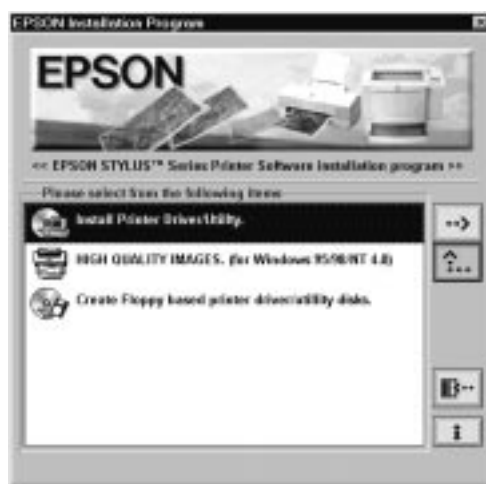 EPSON Installation Program
EPSON
<< EPSON STYLUS™ Series Printer Software installation program >>
Please select from the following items
Install Printer Driver/Utility.
HIGH QUALITY IMAGES. (for Windows 95/98/NT 4.0)
Create Floppy based printer driver/utility disks.